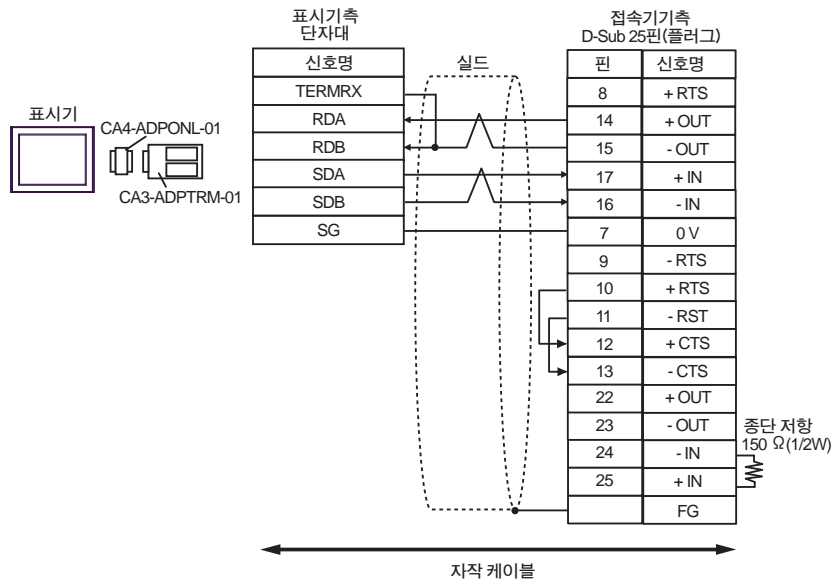 표시기측
단자대
접속기기측
D-Sub 25핀(플러그)
신호명
실드
핀 신호명
TERMRX
8 + RTS
표시기
CA4-ADPONL-01
CA3-ADPTRM-01
RDA
14 + OUT
RDB
15 - OUT
SDA
17 + IN
SDB
16 - IN
SG
7 0 V
9 - RTS
10 + RTS
11 - RST
12 + CTS
13 - CTS
22 + OUT
23 - OUT
24 - IN
25 + IN
FG
종단 저항
150 Ω(1/2W)
자작 케이블